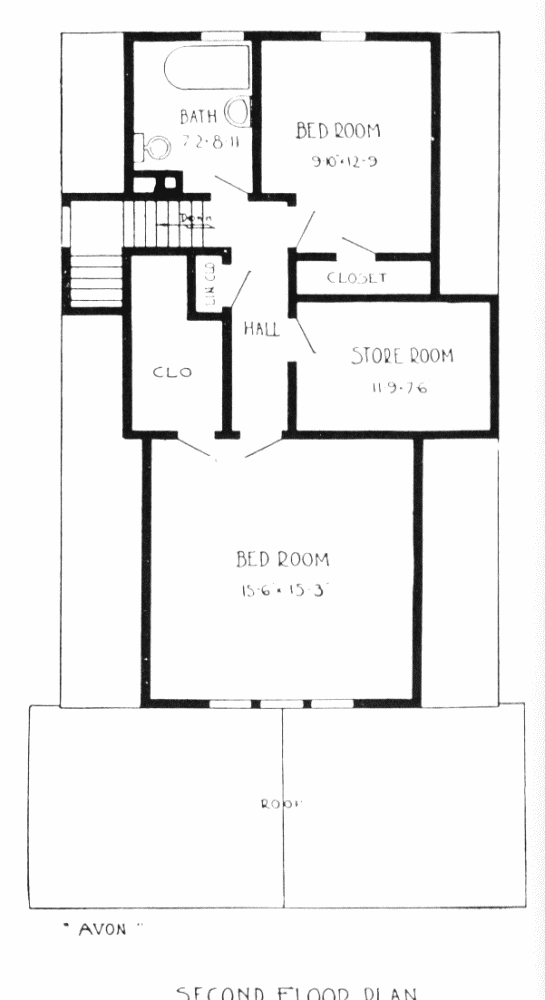 BATH
7 2 - 8 - 11
BED ROOM
9-10" x 12-9
Down
LIN CLO
CLOSET
HALL
STORE ROOM
11-9 - 7 6
CLO
BED ROOM
15-6" x 15-3"
ROOF
"AVON"
SECOND FLOOR PLAN